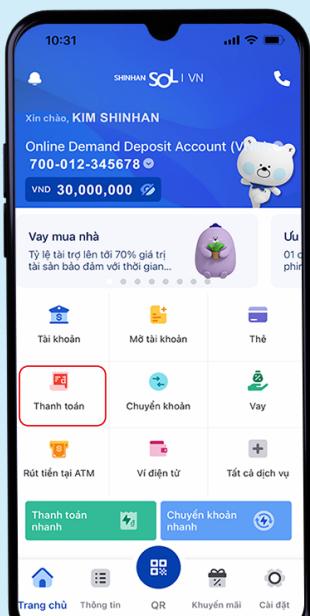 10:31
SHINHAN SOL VN
Xin chào, KIM SHINHAN
Online Demand Deposit Account
700-012-345678
VND 30,000,000
Vay mua nhà
Tỷ lệ tài trợ lên tới 70% giá trị
tài sản bảo đảm với thời gian...
Ưu
01
Tài khoản
Mở tài khoản
Thẻ
Thanh toán
Chuyển khoản
Vay
Rút tiền tại ATM
Ví điện tử
Tất cả dịch vụ
Thanh toán
nhanh
Chuyển khoản
nhanh
Trang chủ
Thông tin
QR
Khuyến mãi
Cài đặt